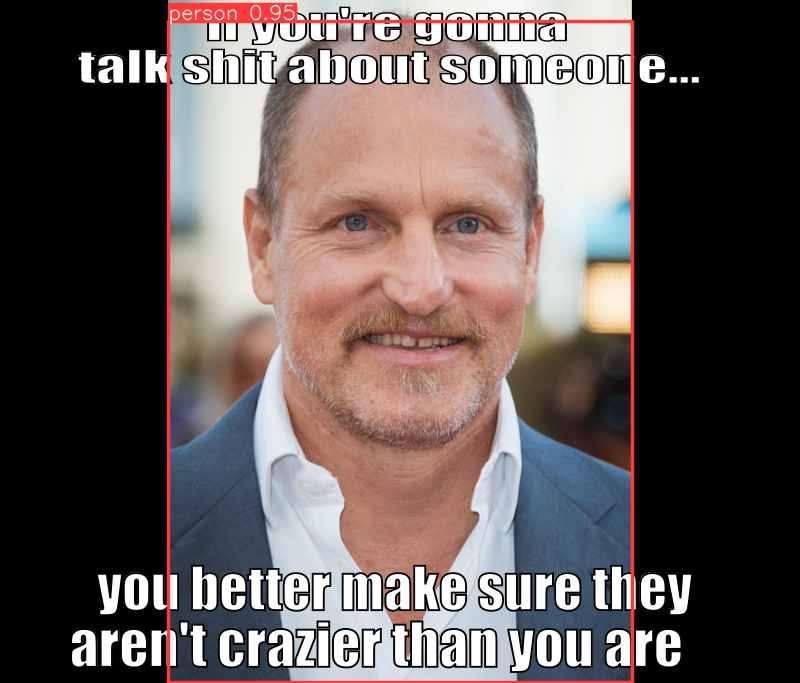 person 0.95
if you're gonna
talk shit about someone...
you better make sure they
aren't crazier than you are